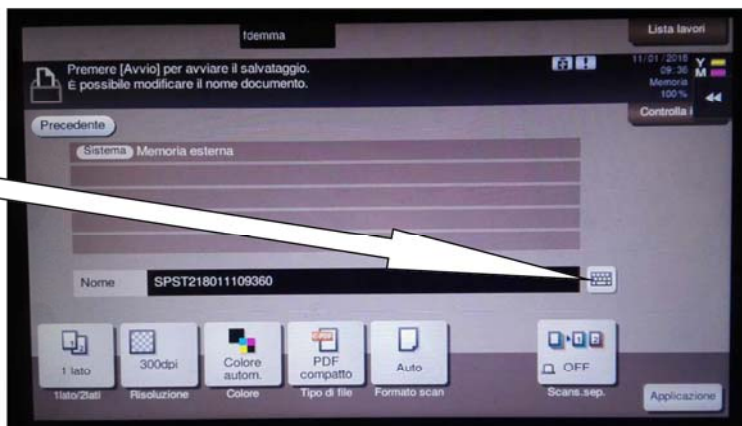 fdemma
Lista lavori
Premere [Avvio] per avviare il salvataggio.
È possibile modificare il nome documento.
11/01/2018
09:36
Memoria
100%
Y
M
Controlla
Precedente
Sistema Memoria esterna
Nome SPST218011109360
1 lato
300dpi
Colore
autom.
PDF
compatto
Auto
OFF
1lato/2lati
Risoluzione
Colore
Tipo di file
Formato scan
Scans.sep.
Applicazione